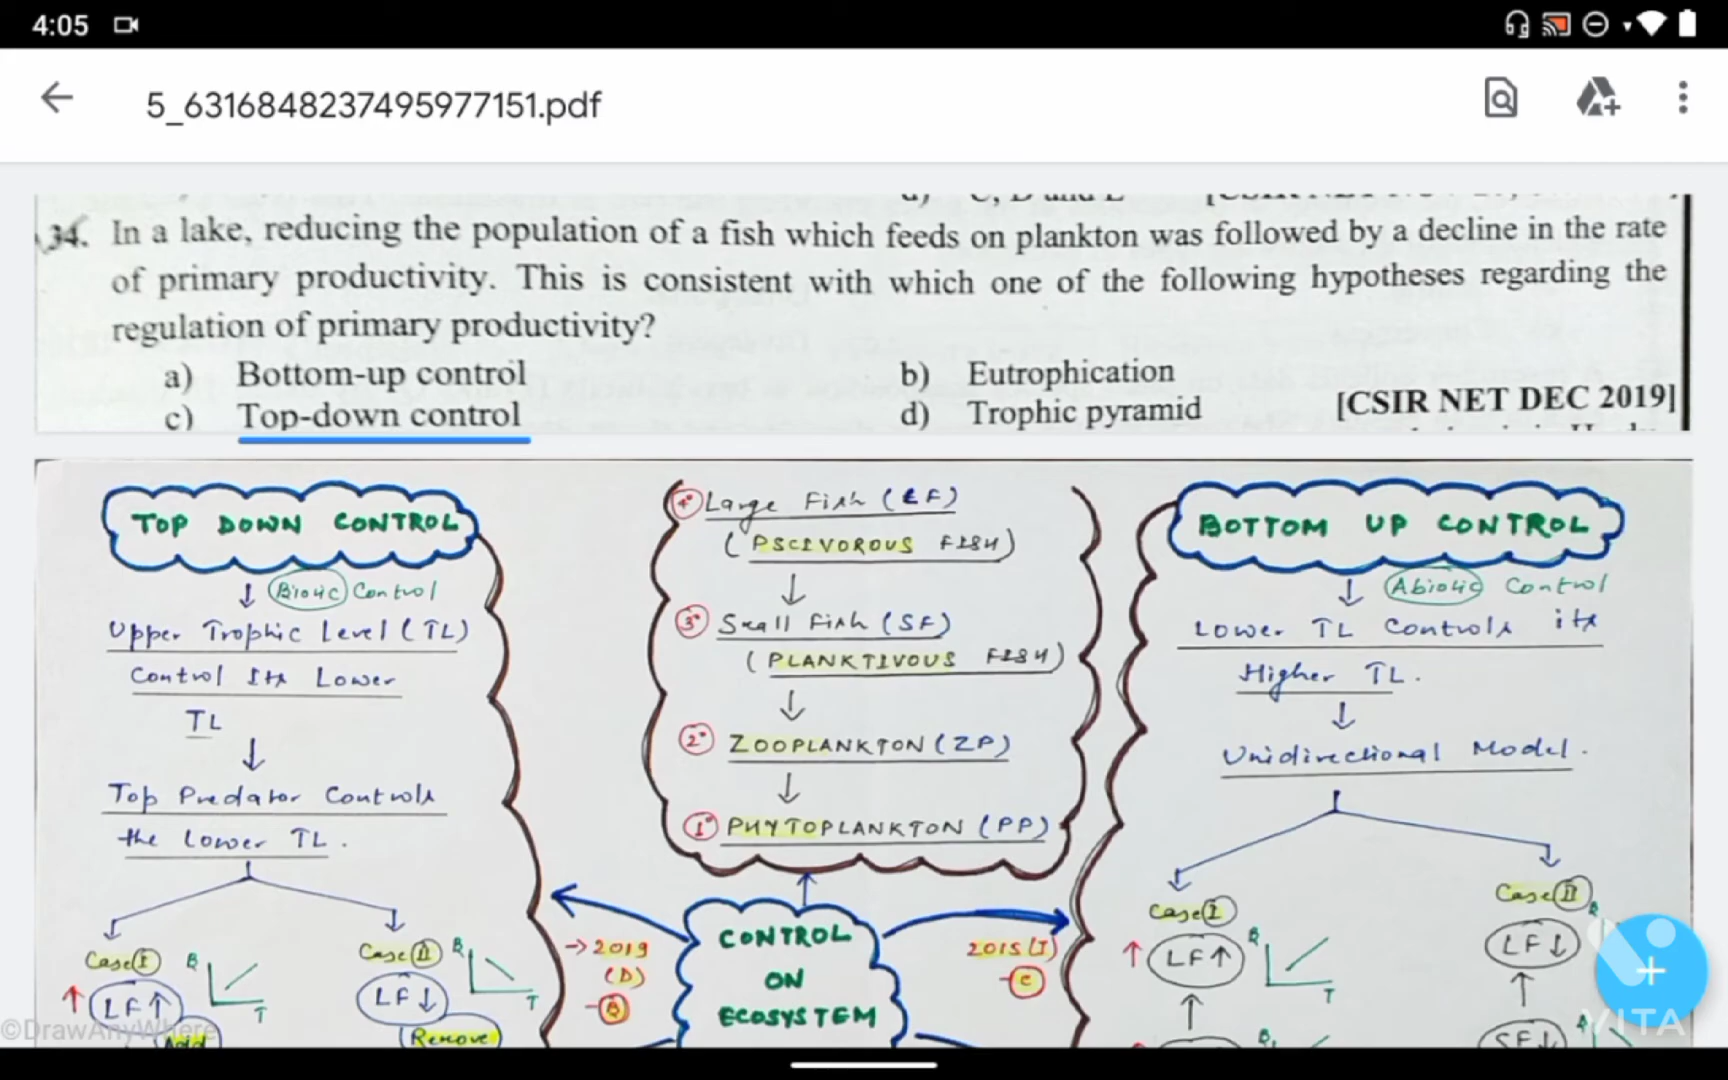 4:05
5_6316848237495977151.pdf
34. In a lake, reducing the population of a fish which feeds on plankton was followed by a decline in the rate
of primary productivity. This is consistent with which one of the following hypotheses regarding the
regulation of primary productivity?
a) Bottom-up control
b) Eutrophication
c) Top-down control
d) Trophic pyramid
[CSIR NET DEC 2019]
TOP DOWN CONTROL
↓ (Biotic) Control
Upper Trophic Level (TL)
Control Its Lower
TL
↓
Top Predator Controls
the Lower TL.
Case I
B
T
↑ LF↑
Add
Case II
B
T
LF↓
Remove
4° Large Fish (LF)
(PSCIVOROUS FISH)
↓
3° Small Fish (SF)
(PLANKTIVOUS FISH)
↓
2° ZOOPLANKTON (ZP)
↓
1° PHYTOPLANKTON (PP)
→ 2019
(D)
CONTROL
ON
ECOSYSTEM
2015 (I)
-C
BOTTOM UP CONTROL
↓ (Abiotic) Control
Lower TL Controls its
Higher TL.
↓
Unidirectional Model.
Case I
B
T
↑ LF↑
↑
Case II
LF↓
↑
SF↓
©DrawAnyWhere
VITA